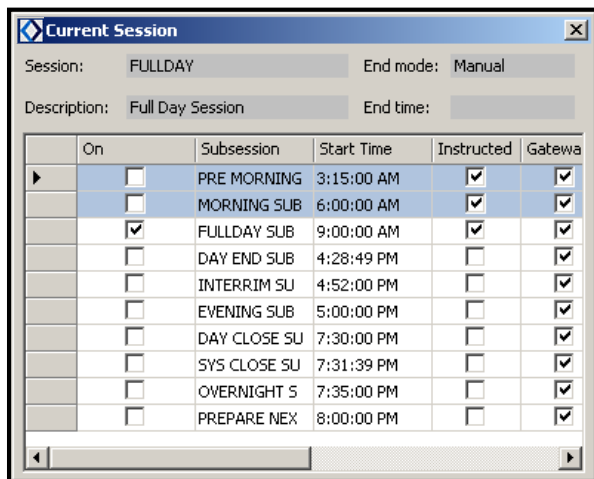 Current Session
Session: FULLDAY End mode: Manual
Description: Full Day Session End time:
On Subsession Start Time Instructed Gatewa
PRE MORNING 3:15:00 AM
MORNING SUB 6:00:00 AM
FULLDAY SUB 9:00:00 AM
DAY END SUB 4:28:49 PM
INTERRIM SU 4:52:00 PM
EVENING SUB 5:00:00 PM
DAY CLOSE SU 7:30:00 PM
SYS CLOSE SU 7:31:39 PM
OVERNIGHT S 7:35:00 PM
PREPARE NEX 8:00:00 PM